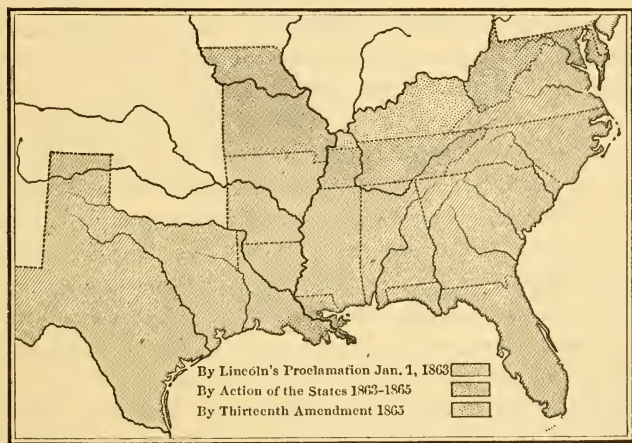 By Lincoln's Proclamation Jan. 1, 1863
By Action of the States 1863-1865
By Thirteenth Amendment 1865